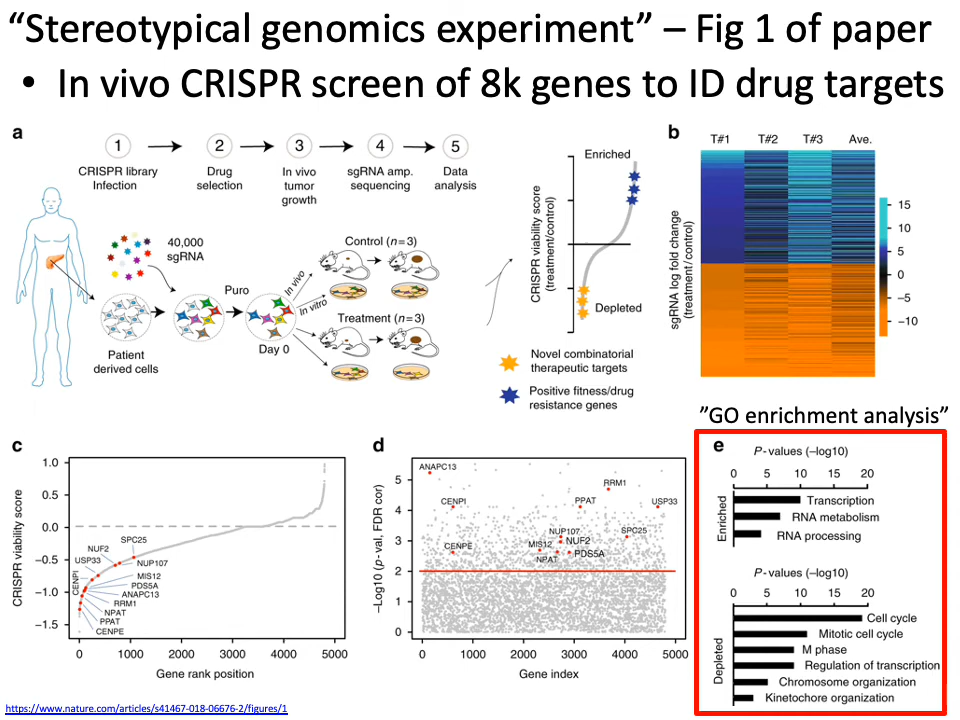 “Stereotypical genomics experiment” – Fig 1 of paper
• In vivo CRISPR screen of 8k genes to ID drug targets
a
1
2
3
4
5
CRISPR library
Infection
Drug
selection
In vivo
tumor
growth
sgRNA amp.
sequencing
Data
analysis
40,000
sgRNA
Puro
Patient
derived cells
Day 0
In vivo
In vitro
Control (n = 3)
Treatment (n = 3)
CRISPR viability score
(treatment/control)
Enriched
Depleted
Novel combinatorial
therapeutic targets
Positive fitness/drug
resistance genes
b
T#1 T#2 T#3 Ave.
sgRNA log fold change
(treatment / control)
15
10
5
0
−5
−10
c
CRISPR viability score
1.0
0.5
0.0
−0.5
−1.0
−1.5
SPC25
NUF2
NUP107
USP33
CENPI
MIS12
PDS5A
ANAPC13
RRM1
NPAT
PPAT
CENPE
0 1000 2000 3000 4000 5000
Gene rank position
d
–Log10 (p-val, FDR cor)
5
4
3
2
1
0
ANAPC13
RRM1
CENPI
PPAT
USP33
NUP107
SPC25
NUF2
MIS12
CENPE
NPAT
PDS5A
0 1000 2000 3000 4000 5000
Gene index
”GO enrichment analysis”
e
P-values (–log10)
0 5 10 15 20
Enriched
Transcription
RNA metabolism
RNA processing
P-values (–log10)
0 5 10 15 20
Depleted
Cell cycle
Mitotic cell cycle
M phase
Regulation of transcription
Chromosome organization
Kinetochore organization
https://www.nature.com/articles/s41467-018-06676-2/figures/1